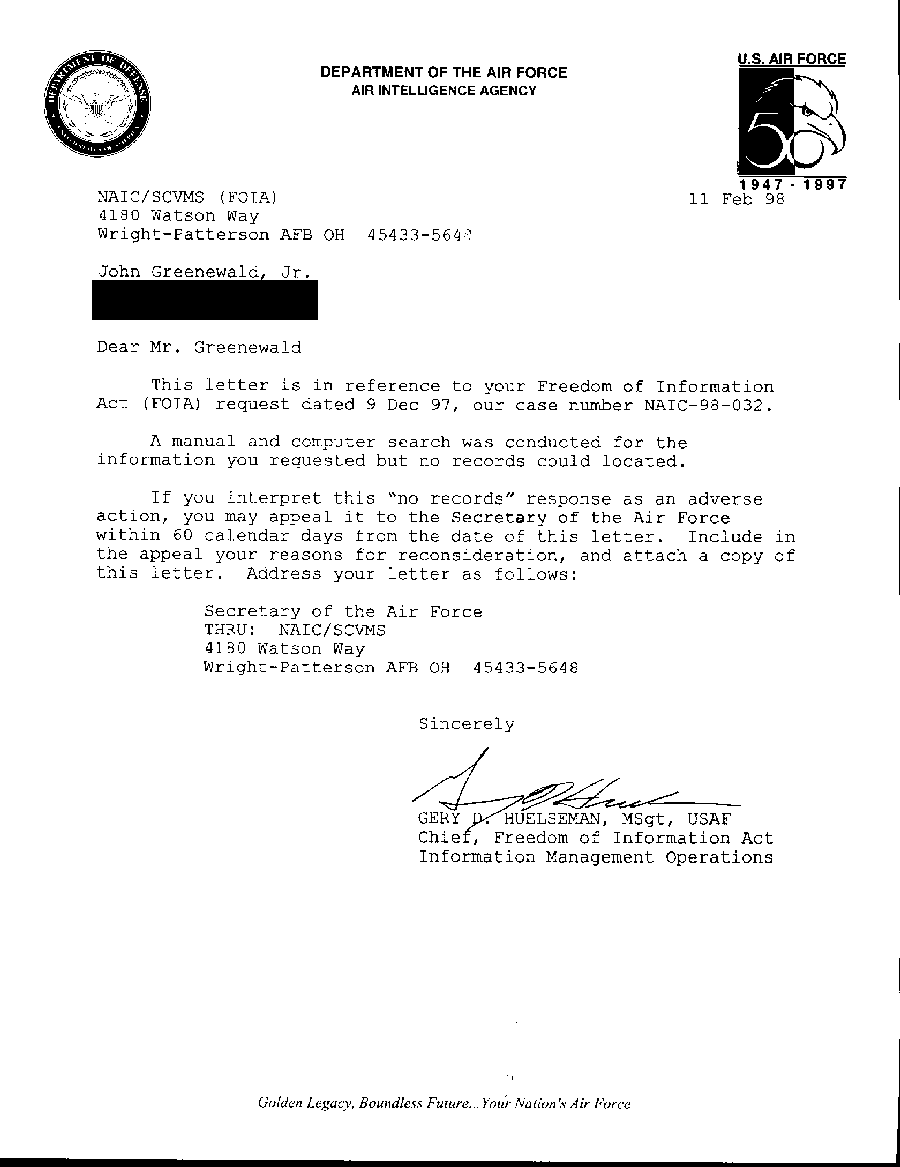 DEPARTMENT OF DEFENSE
UNITED STATES OF AMERICA
DEPARTMENT OF THE AIR FORCE
AIR INTELLIGENCE AGENCY
U.S. AIR FORCE
50
1947 - 1997
NAIC/SCVMS (FOIA)
11 Feb 98
4180 Watson Way
Wright-Patterson AFB OH  45433-5648
John Greenewald, Jr.
Dear Mr. Greenewald
This letter is in reference to your Freedom of Information
Act (FOIA) request dated 9 Dec 97, our case number NAIC-98-032.
A manual and computer search was conducted for the
information you requested but no records could located.
If you interpret this "no records" response as an adverse
action, you may appeal it to the Secretary of the Air Force
within 60 calendar days from the date of this letter.  Include in
the appeal your reasons for reconsideration, and attach a copy of
this letter.  Address your letter as follows:
Secretary of the Air Force
THRU:  NAIC/SCVMS
4180 Watson Way
Wright-Patterson AFB OH  45433-5648
Sincerely
GERY D. HUELSEMAN, MSgt, USAF
Chief, Freedom of Information Act
Information Management Operations
Golden Legacy, Boundless Future...Your Nation's Air Force